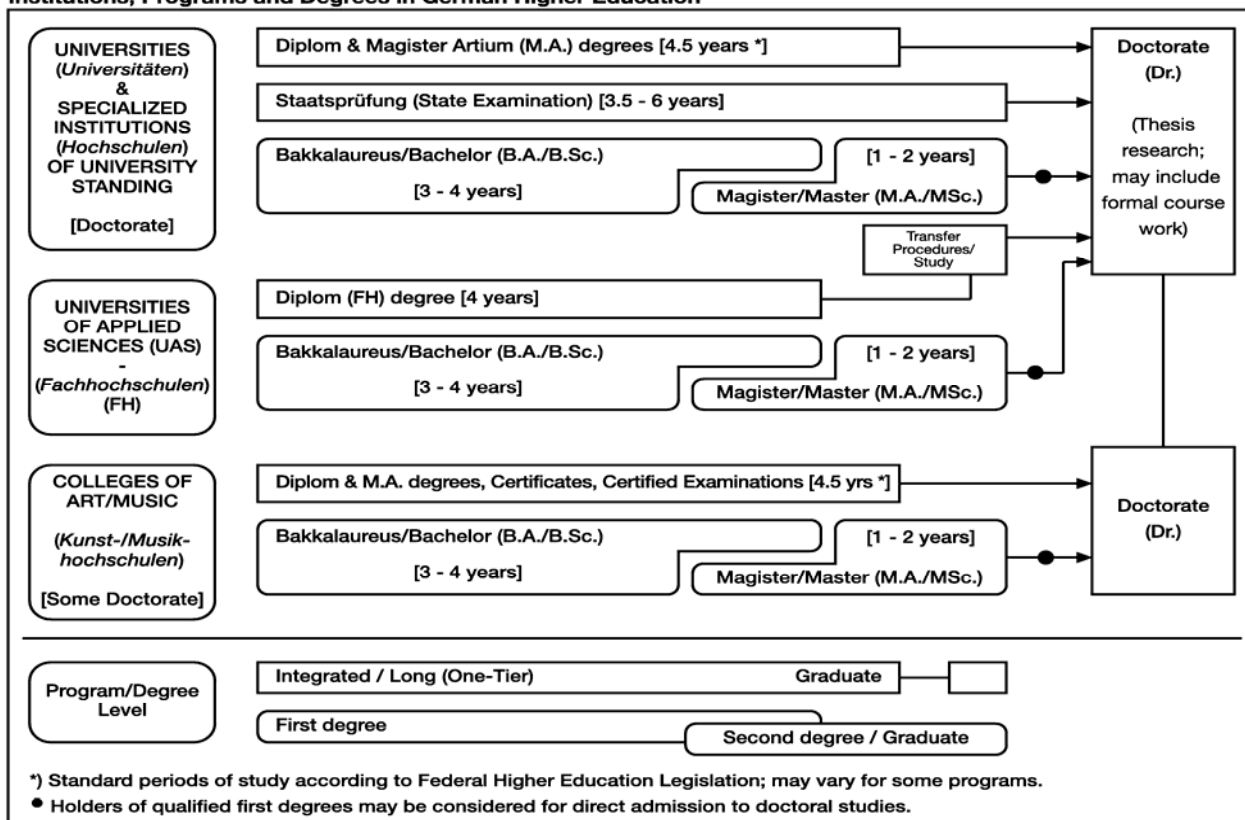 Institutions, Programs and Degrees in German Higher Education
UNIVERSITIES
(Universitäten)
&
SPECIALIZED
INSTITUTIONS
(Hochschulen)
OF UNIVERSITY
STANDING
[Doctorate]
Diplom & Magister Artium (M.A.) degrees [4.5 years *]
Staatsprüfung (State Examination) [3.5 - 6 years]
Bakkalaureus/Bachelor (B.A./B.Sc.)
[3 - 4 years]
[1 - 2 years]
Magister/Master (M.A./MSc.)
Transfer
Procedures/
Study
Doctorate
(Dr.)
(Thesis
research;
may include
formal course
work)
UNIVERSITIES
OF APPLIED
SCIENCES (UAS)
-
(Fachhochschulen)
(FH)
Diplom (FH) degree [4 years]
Bakkalaureus/Bachelor (B.A./B.Sc.)
[3 - 4 years]
[1 - 2 years]
Magister/Master (M.A./MSc.)
COLLEGES OF
ART/MUSIC
(Kunst-/Musik-
hochschulen)
[Some Doctorate]
Diplom & M.A. degrees, Certificates, Certified Examinations [4.5 yrs *]
Bakkalaureus/Bachelor (B.A./B.Sc.)
[3 - 4 years]
[1 - 2 years]
Magister/Master (M.A./MSc.)
Doctorate
(Dr.)
Program/Degree
Level
Integrated / Long (One-Tier) Graduate
First degree
Second degree / Graduate
*) Standard periods of study according to Federal Higher Education Legislation; may vary for some programs.
● Holders of qualified first degrees may be considered for direct admission to doctoral studies.